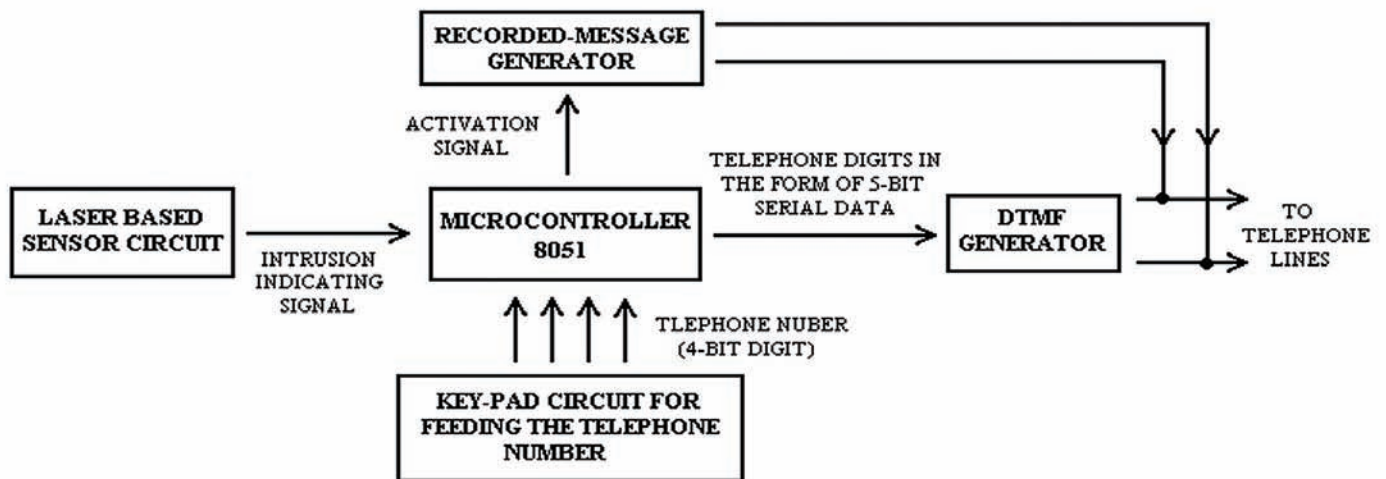 RECORDED-MESSAGE
GENERATOR
ACTIVATION
SIGNAL
TELEPHONE DIGITS IN
THE FORM OF 5-BIT
SERIAL DATA
LASER BASED
SENSOR CIRCUIT
INTRUSION
INDICATING
SIGNAL
MICROCONTROLLER
8051
DTMF
GENERATOR
TO
TELEPHONE
LINES
TLEPHONE NUBER
(4-BIT DIGIT)
KEY-PAD CIRCUIT FOR
FEEDING THE TELEPHONE
NUMBER